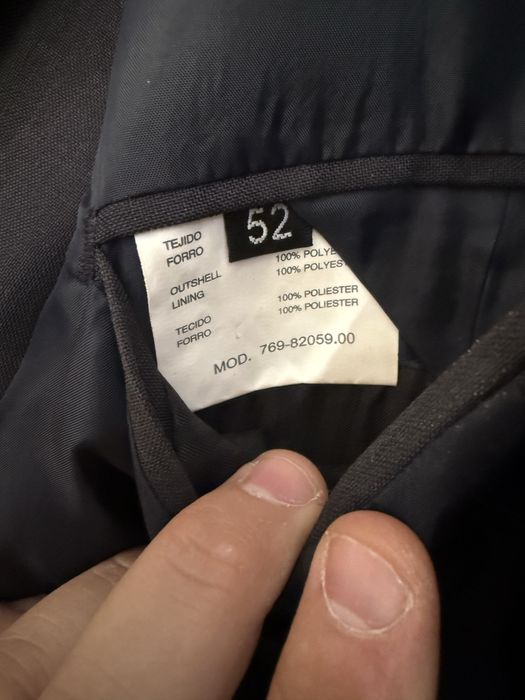 52
TEJIDO
FORRO
OUTSHELL 100%
LINING 100%
TECIDO 100% POLIESTER
FORRO 100% POLIESTER
MOD. 769-82059.00